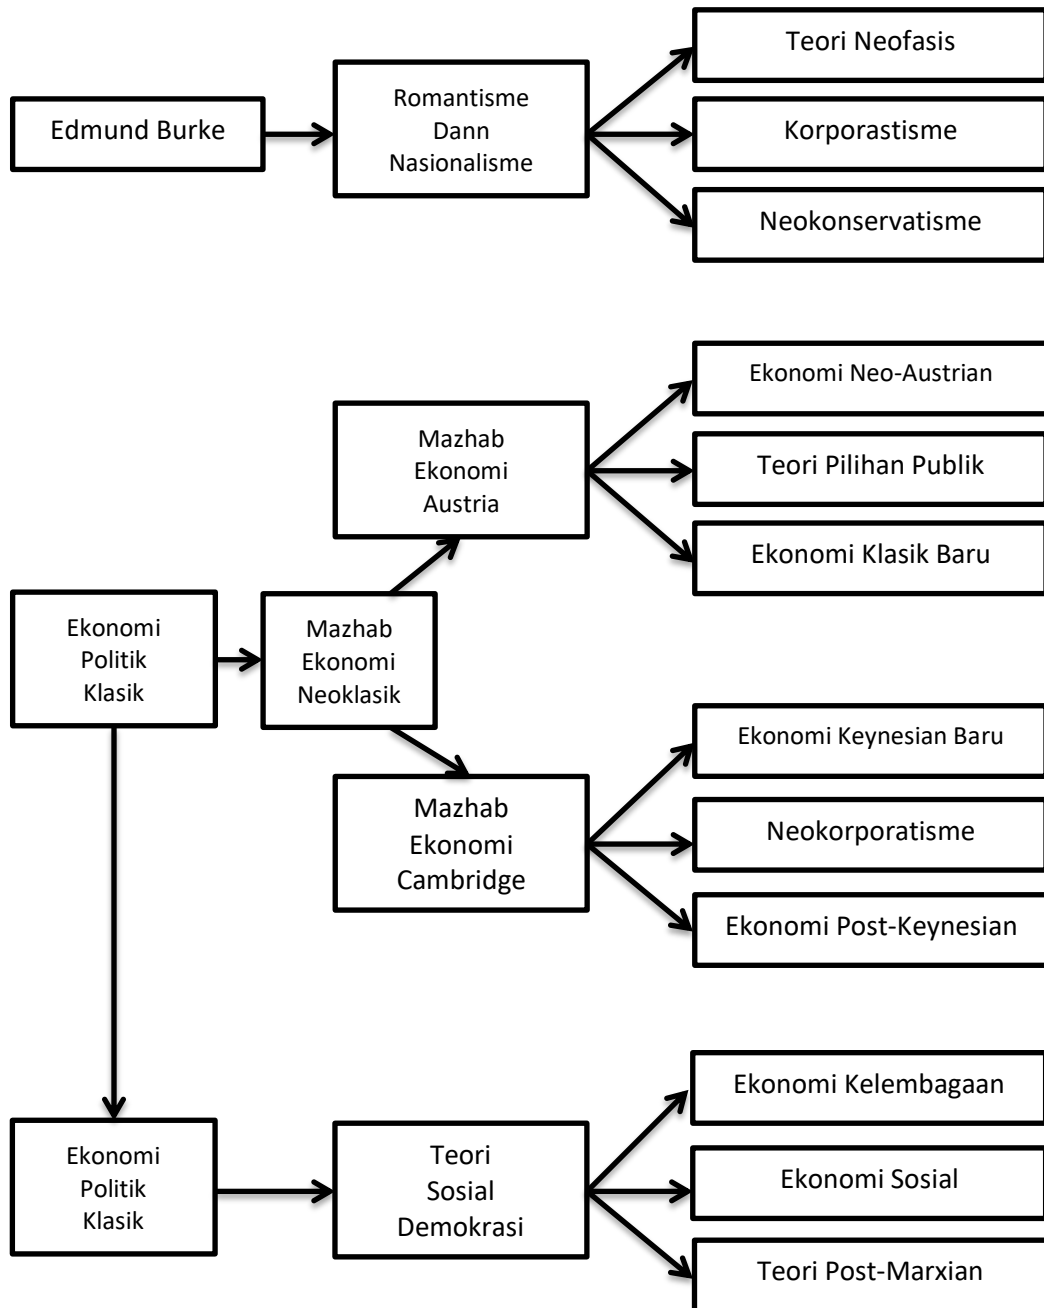 Teori Neofasis
Edmund Burke
Romantisme
Dann
Nasionalisme
Korporastisme
Neokonservatisme
Ekonomi Neo-Austrian
Mazhab
Ekonomi
Austria
Teori Pilihan Publik
Ekonomi Klasik Baru
Ekonomi
Politik
Klasik
Mazhab
Ekonomi
Neoklasik
Ekonomi Keynesian Baru
Mazhab
Ekonomi
Cambridge
Neokorporatisme
Ekonomi Post-Keynesian
Ekonomi Kelembagaan
Ekonomi
Politik
Klasik
Teori
Sosial
Demokrasi
Ekonomi Sosial
Teori Post-Marxian